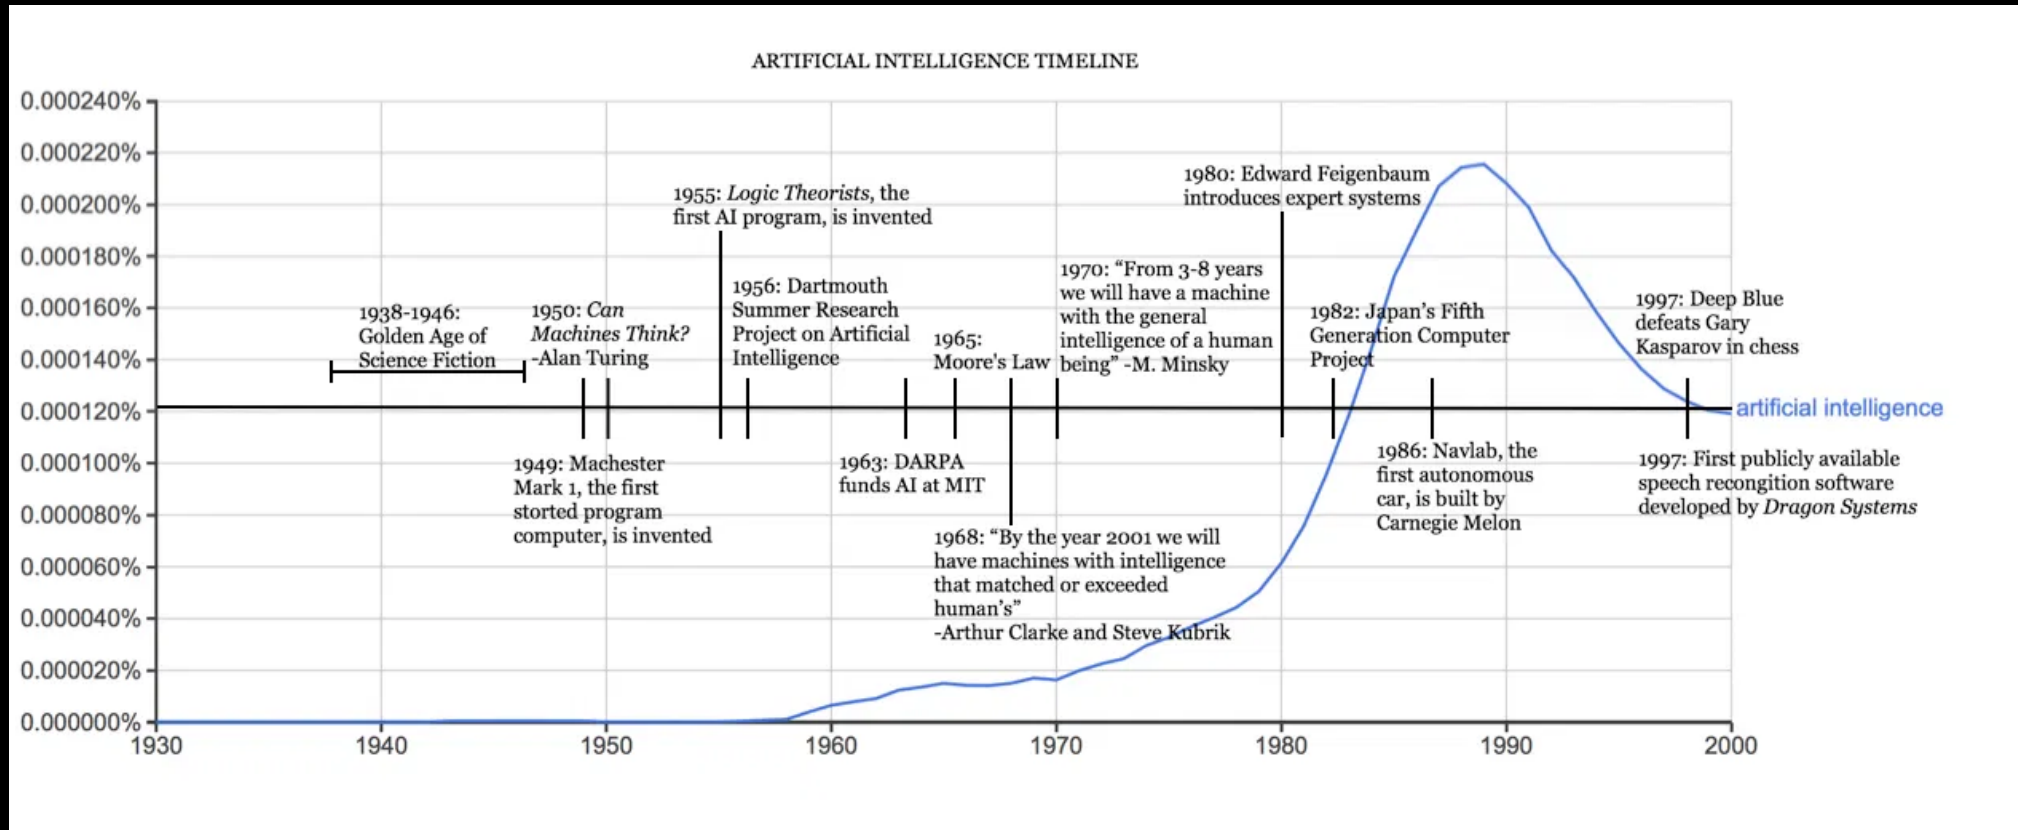 ARTIFICIAL INTELLIGENCE TIMELINE
0.000240%
0.000220%
0.000200%
0.000180%
0.000160%
0.000140%
0.000120%
0.000100%
0.000080%
0.000060%
0.000040%
0.000020%
0.000000%
1938-1946:
Golden Age of
Science Fiction
1950: Can
Machines Think?
-Alan Turing
1949: Machester
Mark 1, the first
storted program
computer, is invented
1955: Logic Theorists, the
first AI program, is invented
1956: Dartmouth
Summer Research
Project on Artificial
Intelligence
1963: DARPA
funds AI at MIT
1965:
Moore's Law
1968: “By the year 2001 we will
have machines with intelligence
that matched or exceeded
human’s”
-Arthur Clarke and Steve Kubrik
1970: “From 3-8 years
we will have a machine
with the general
intelligence of a human
being” -M. Minsky
1980: Edward Feigenbaum
introduces expert systems
1982: Japan’s Fifth
Generation Computer
Project
1986: Navlab, the
first autonomous
car, is built by
Carnegie Melon
1997: Deep Blue
defeats Gary
Kasparov in chess
artificial intelligence
1997: First publicly available
speech recongition software
developed by Dragon Systems
1930 1940 1950 1960 1970 1980 1990 2000